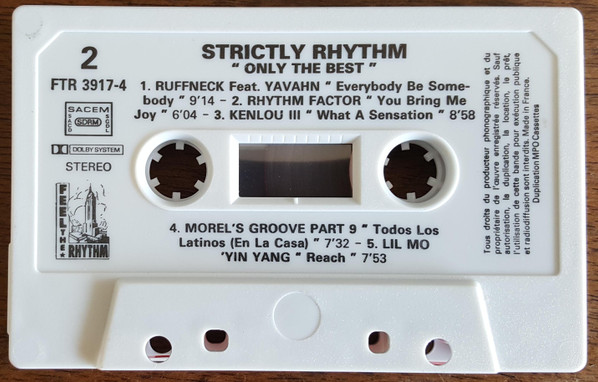 2
STRICTLY RHYTHM
" ONLY THE BEST "
FTR 3917-4
1. RUFFNECK Feat. YAVAHN " Everybody Be Some-
body " 9'14 - 2. RHYTHM FACTOR " You Bring Me
Joy " 6'04 - 3. KENLOU III " What A Sensation " 8'58
SACEM
SACD
SDRM
SGDL
DOLBY SYSTEM
STEREO
FEEL THE
RHYTHM
4. MOREL'S GROOVE PART 9 " Todos Los
Latinos (En La Casa) " 7'32 - 5. LIL MO
'YIN YANG " Reach " 7'53
Tous droits du producteur phonographique et du
propriétaire de l'œuvre enregistrée réservés. Sauf
autorisation, la duplication, la location, le prêt,
l'utilisation de cette bande pour exécution publique
et radiodiffusion sont interdits. Made in France.
Duplication MPO Cassettes